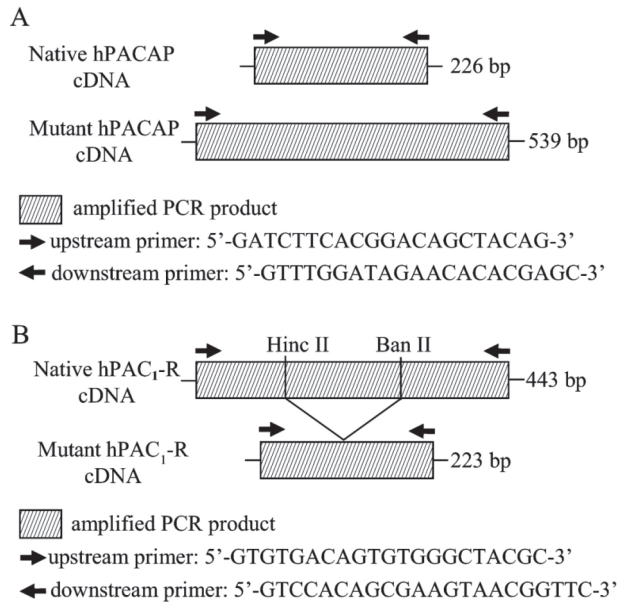 A
Native hPACAP
cDNA
226 bp
Mutant hPACAP
cDNA
539 bp
amplified PCR product
upstream primer: 5’-GATCTTCACGGACAGCTACAG-3’
downstream primer: 5’-GTTTGGATAGAACACACGAGC-3’
B
Hinc II
Ban II
Native hPAC₁-R
cDNA
443 bp
Mutant hPAC₁-R
cDNA
223 bp
amplified PCR product
upstream primer: 5’-GTGTGACAGTGTGGGCTACGC-3’
downstream primer: 5’-GTCCACAGCGAAGTAACGGTTC-3’